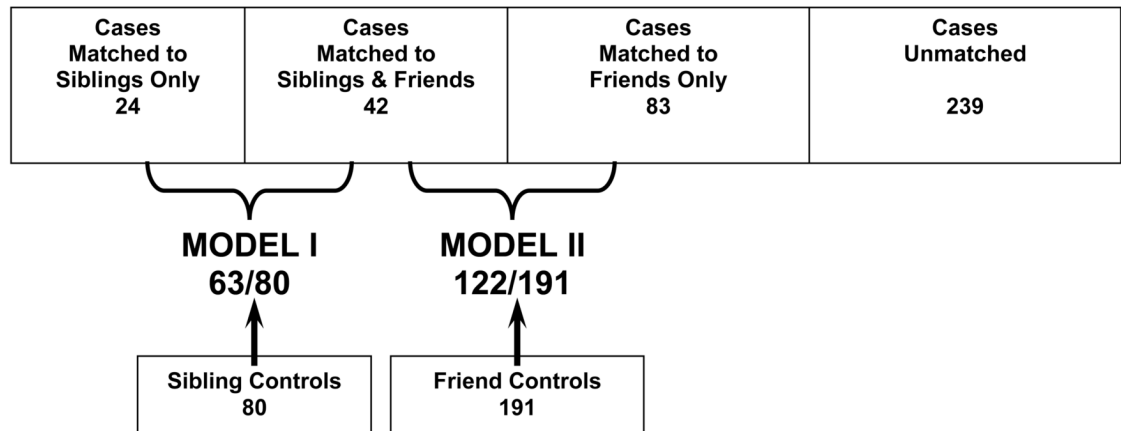 Cases
Matched to
Siblings Only
24
Cases
Matched to
Siblings & Friends
42
Cases
Matched to
Friends Only
83
Cases
Unmatched
239
MODEL I
63/80
MODEL II
122/191
Sibling Controls
80
Friend Controls
191